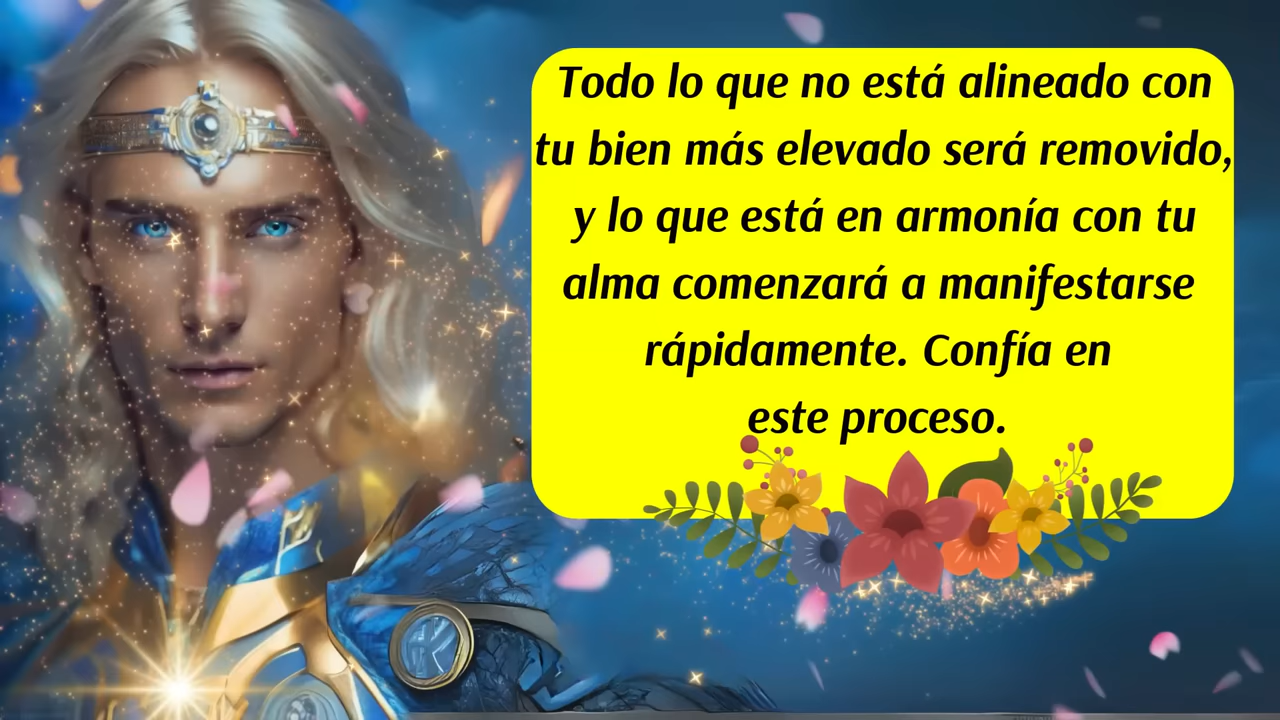 Todo lo que no está alineado con
tu bien más elevado será removido,
y lo que está en armonía con tu
alma comenzará a manifestarse
rápidamente. Confía en
este proceso.